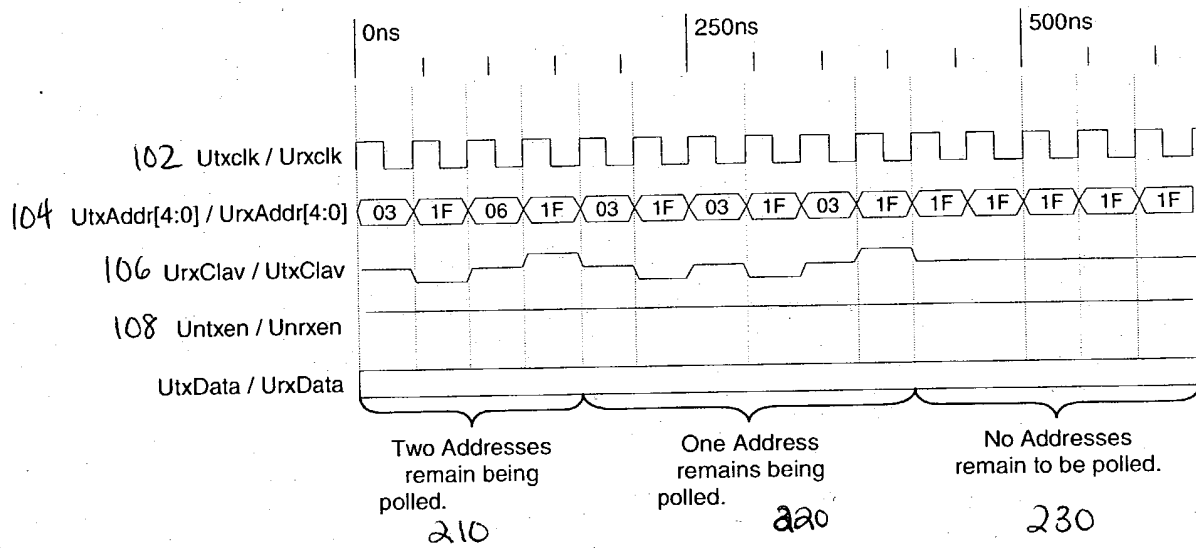 0ns 250ns 500ns
102 Utxclk / Urxclk
104 UtxAddr[4:0] / UrxAddr[4:0] 03 1F 06 1F 03 1F 03 1F 03 1F 1F 1F 1F 1F
106 UrxClav / UtxClav
108 Untxen / Unrxen
UtxData / UrxData
Two Addresses
remain being
polled.
210
One Address
remains being
polled.
220
No Addresses
remain to be polled.
230